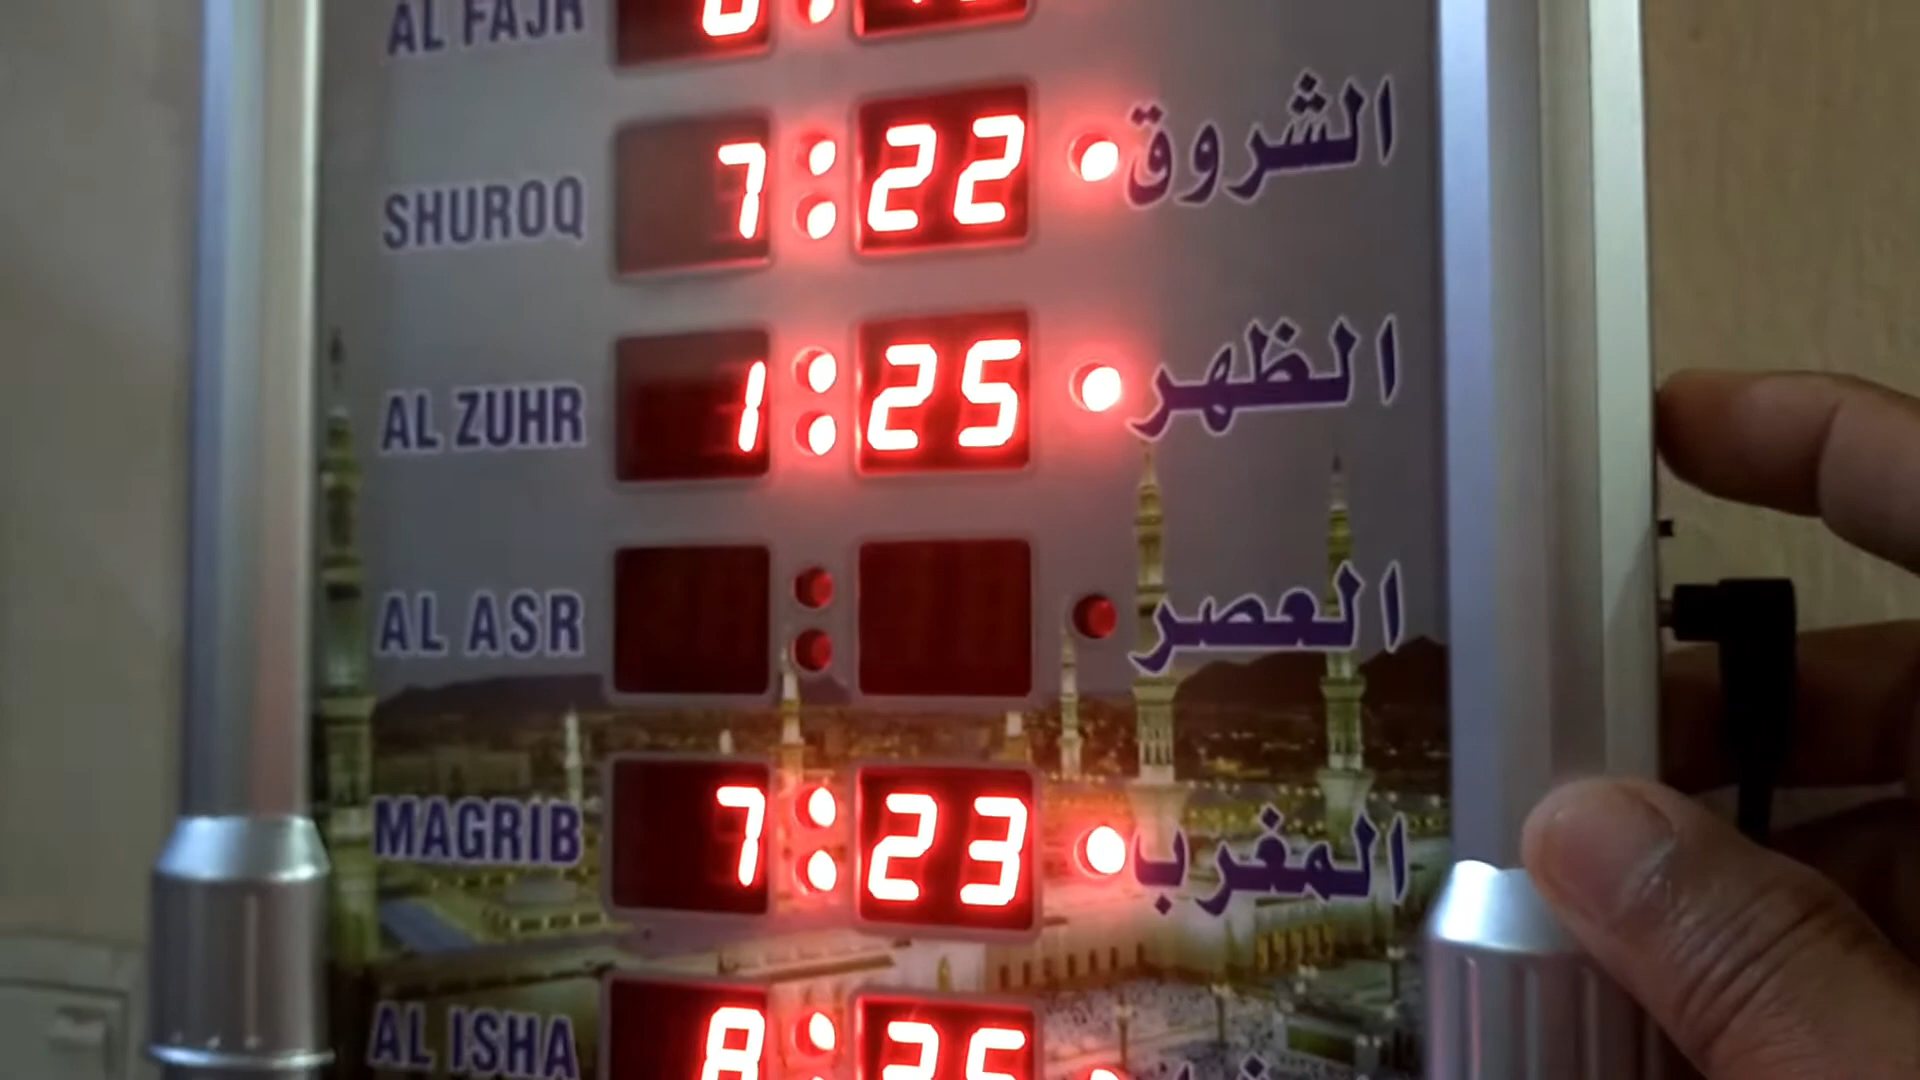 AL FAJR
SHUROQ 7:22 الشروق
AL ZUHR 1:25 الظهر
AL ASR العصر
MAGRIB 7:23 المغرب
AL ISHA 8: